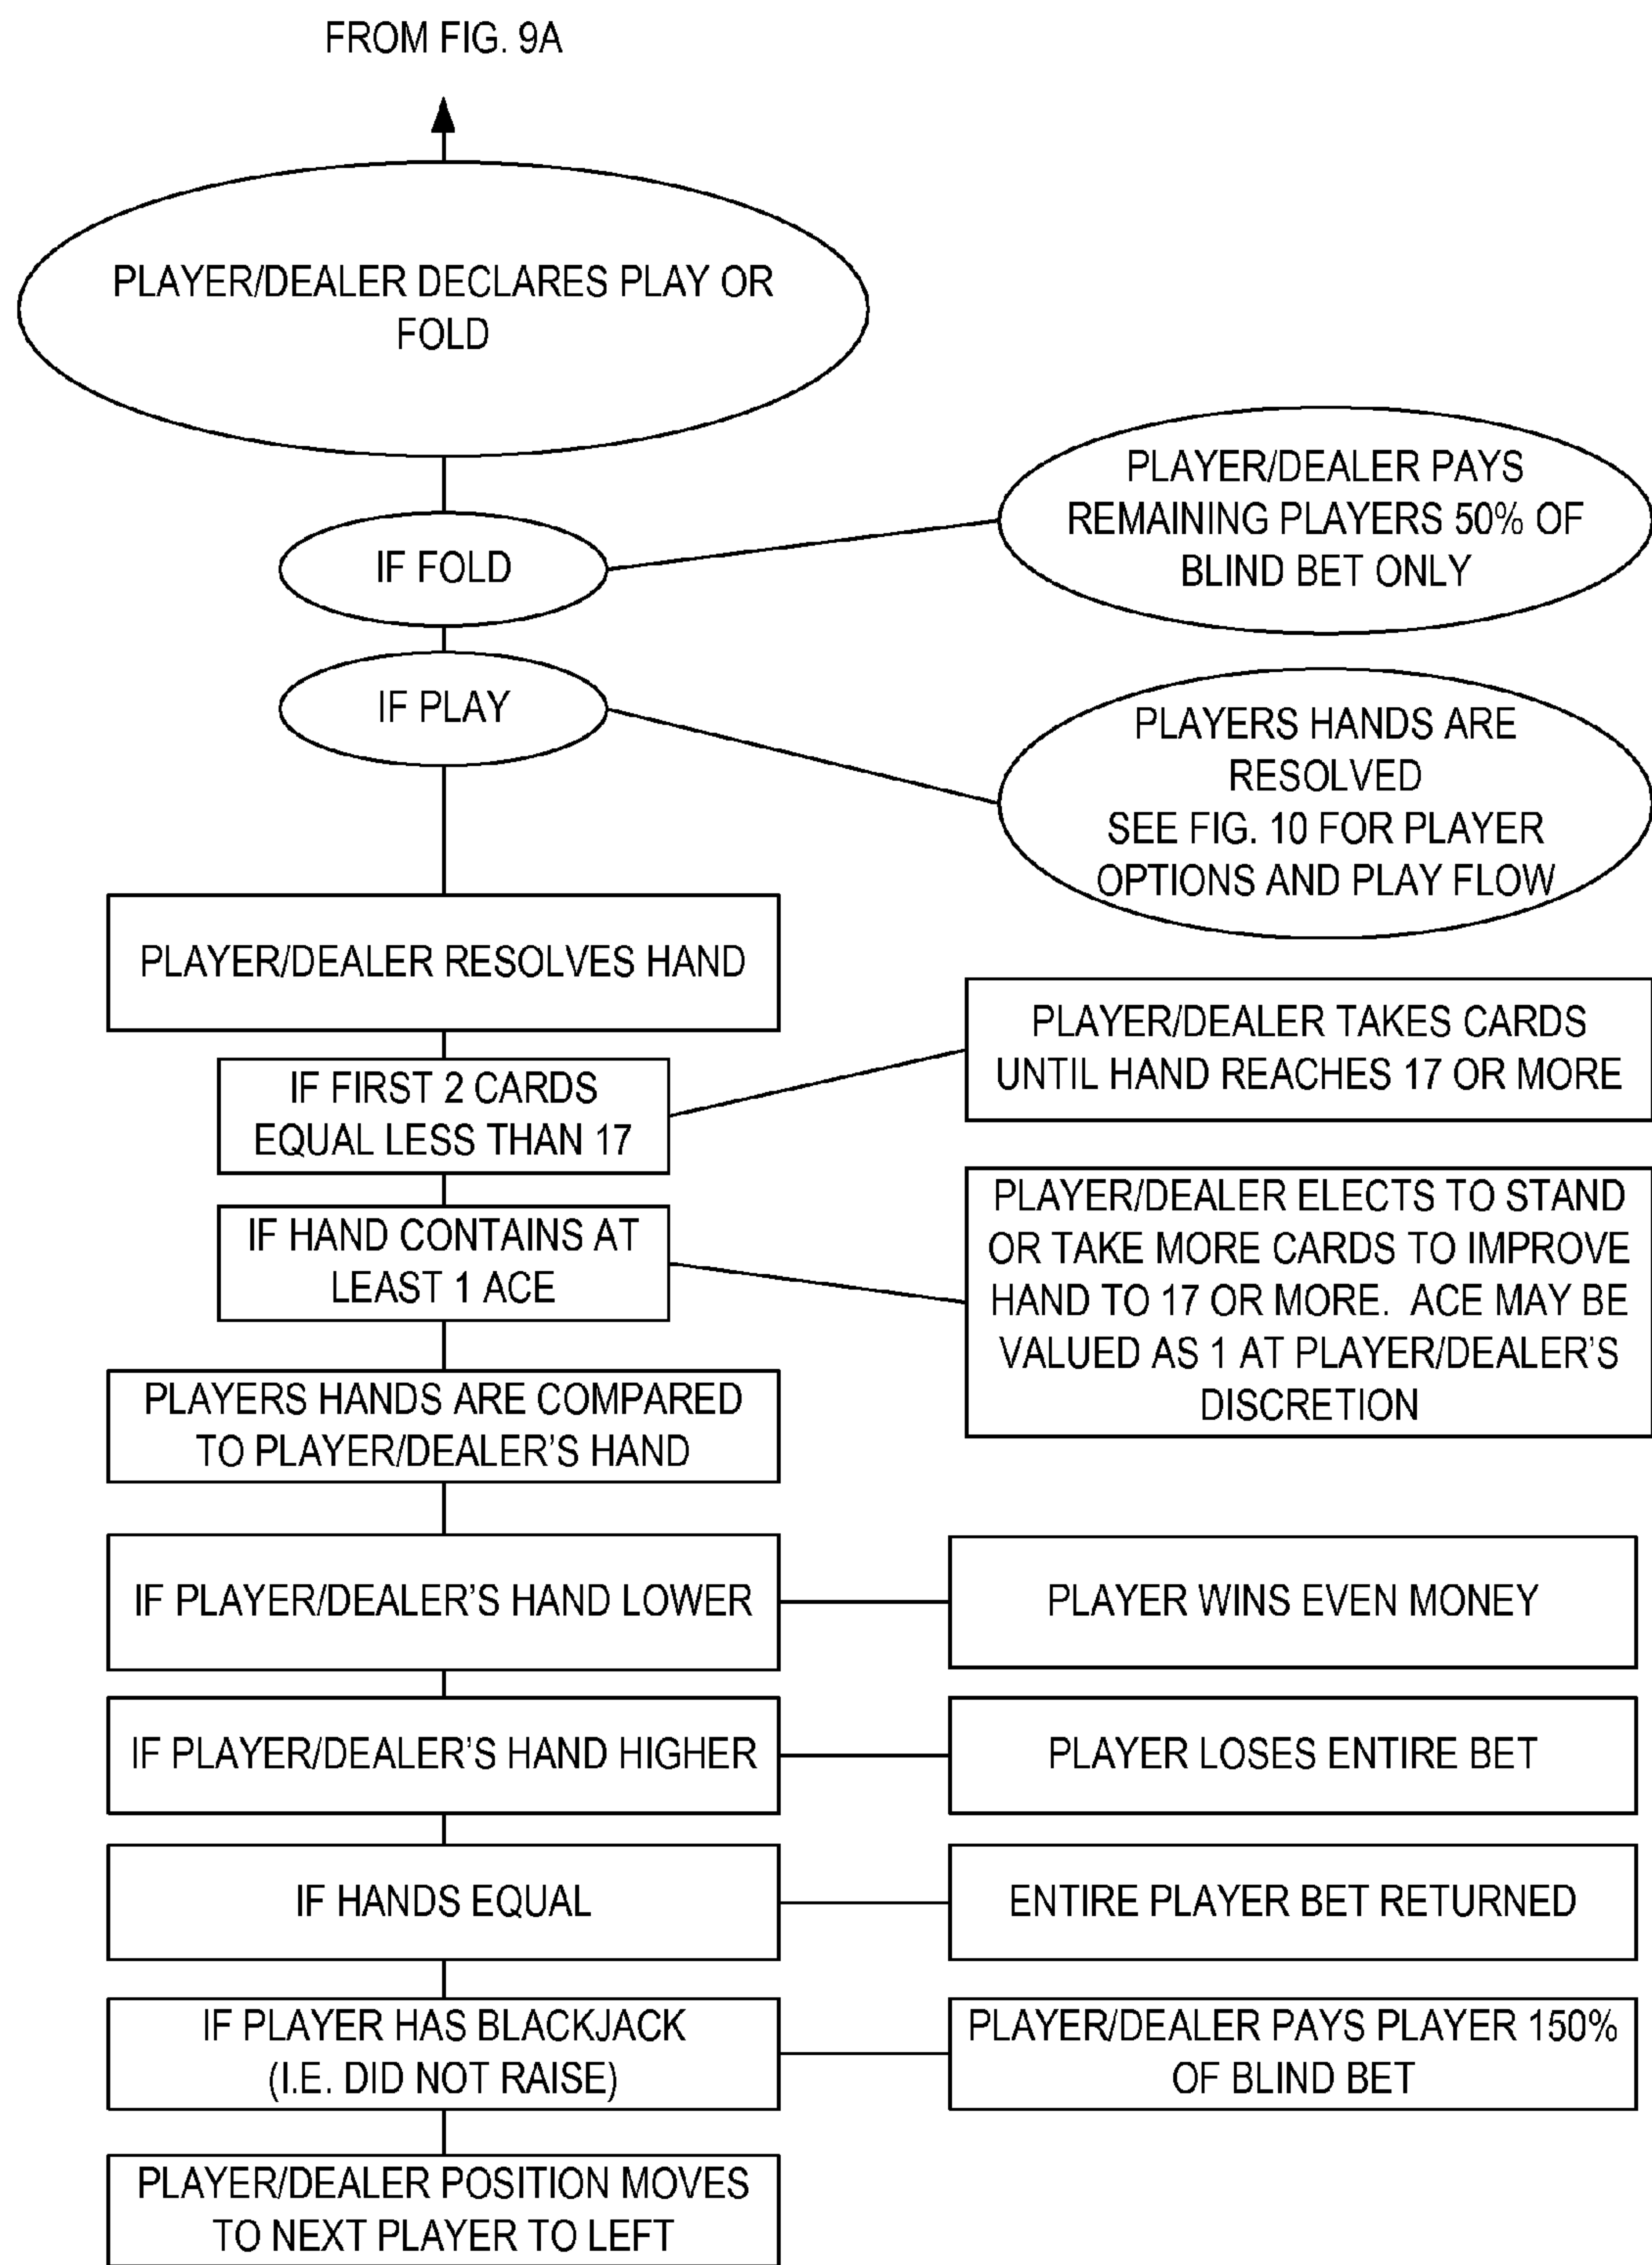 FROM FIG. 9A
PLAYER/DEALER DECLARES PLAY OR
FOLD
PLAYER/DEALER PAYS
REMAINING PLAYERS 50% OF
BLIND BET ONLY
IF FOLD
IF PLAY
PLAYERS HANDS ARE
RESOLVED
SEE FIG. 10 FOR PLAYER
OPTIONS AND PLAY FLOW
PLAYER/DEALER RESOLVES HAND
PLAYER/DEALER TAKES CARDS
UNTIL HAND REACHES 17 OR MORE
IF FIRST 2 CARDS
EQUAL LESS THAN 17
PLAYER/DEALER ELECTS TO STAND
OR TAKE MORE CARDS TO IMPROVE
HAND TO 17 OR MORE. ACE MAY BE
VALUED AS 1 AT PLAYER/DEALER'S
DISCRETION
IF HAND CONTAINS AT
LEAST 1 ACE
PLAYERS HANDS ARE COMPARED
TO PLAYER/DEALER'S HAND
IF PLAYER/DEALER'S HAND LOWER
PLAYER WINS EVEN MONEY
IF PLAYER/DEALER'S HAND HIGHER
PLAYER LOSES ENTIRE BET
IF HANDS EQUAL
ENTIRE PLAYER BET RETURNED
IF PLAYER HAS BLACKJACK
(I.E. DID NOT RAISE)
PLAYER/DEALER PAYS PLAYER 150%
OF BLIND BET
PLAYER/DEALER POSITION MOVES
TO NEXT PLAYER TO LEFT